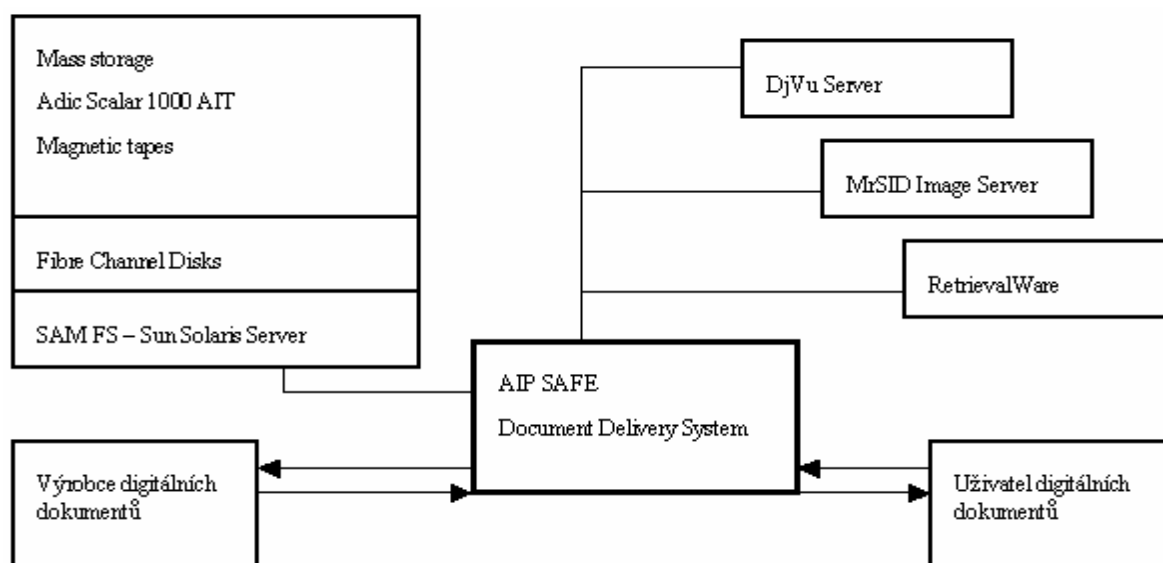 Mass storage
Adic Scalar 1000 AIT
Magnetic tapes
Fibre Channel Disks
SAM FS – Sun Solaris Server
DjVu Server
MrSID Image Server
RetrievalWare
AIP SAFE
Document Delivery System
Výrobce digitálních
dokumentů
Uživatel digitálních
dokumentů